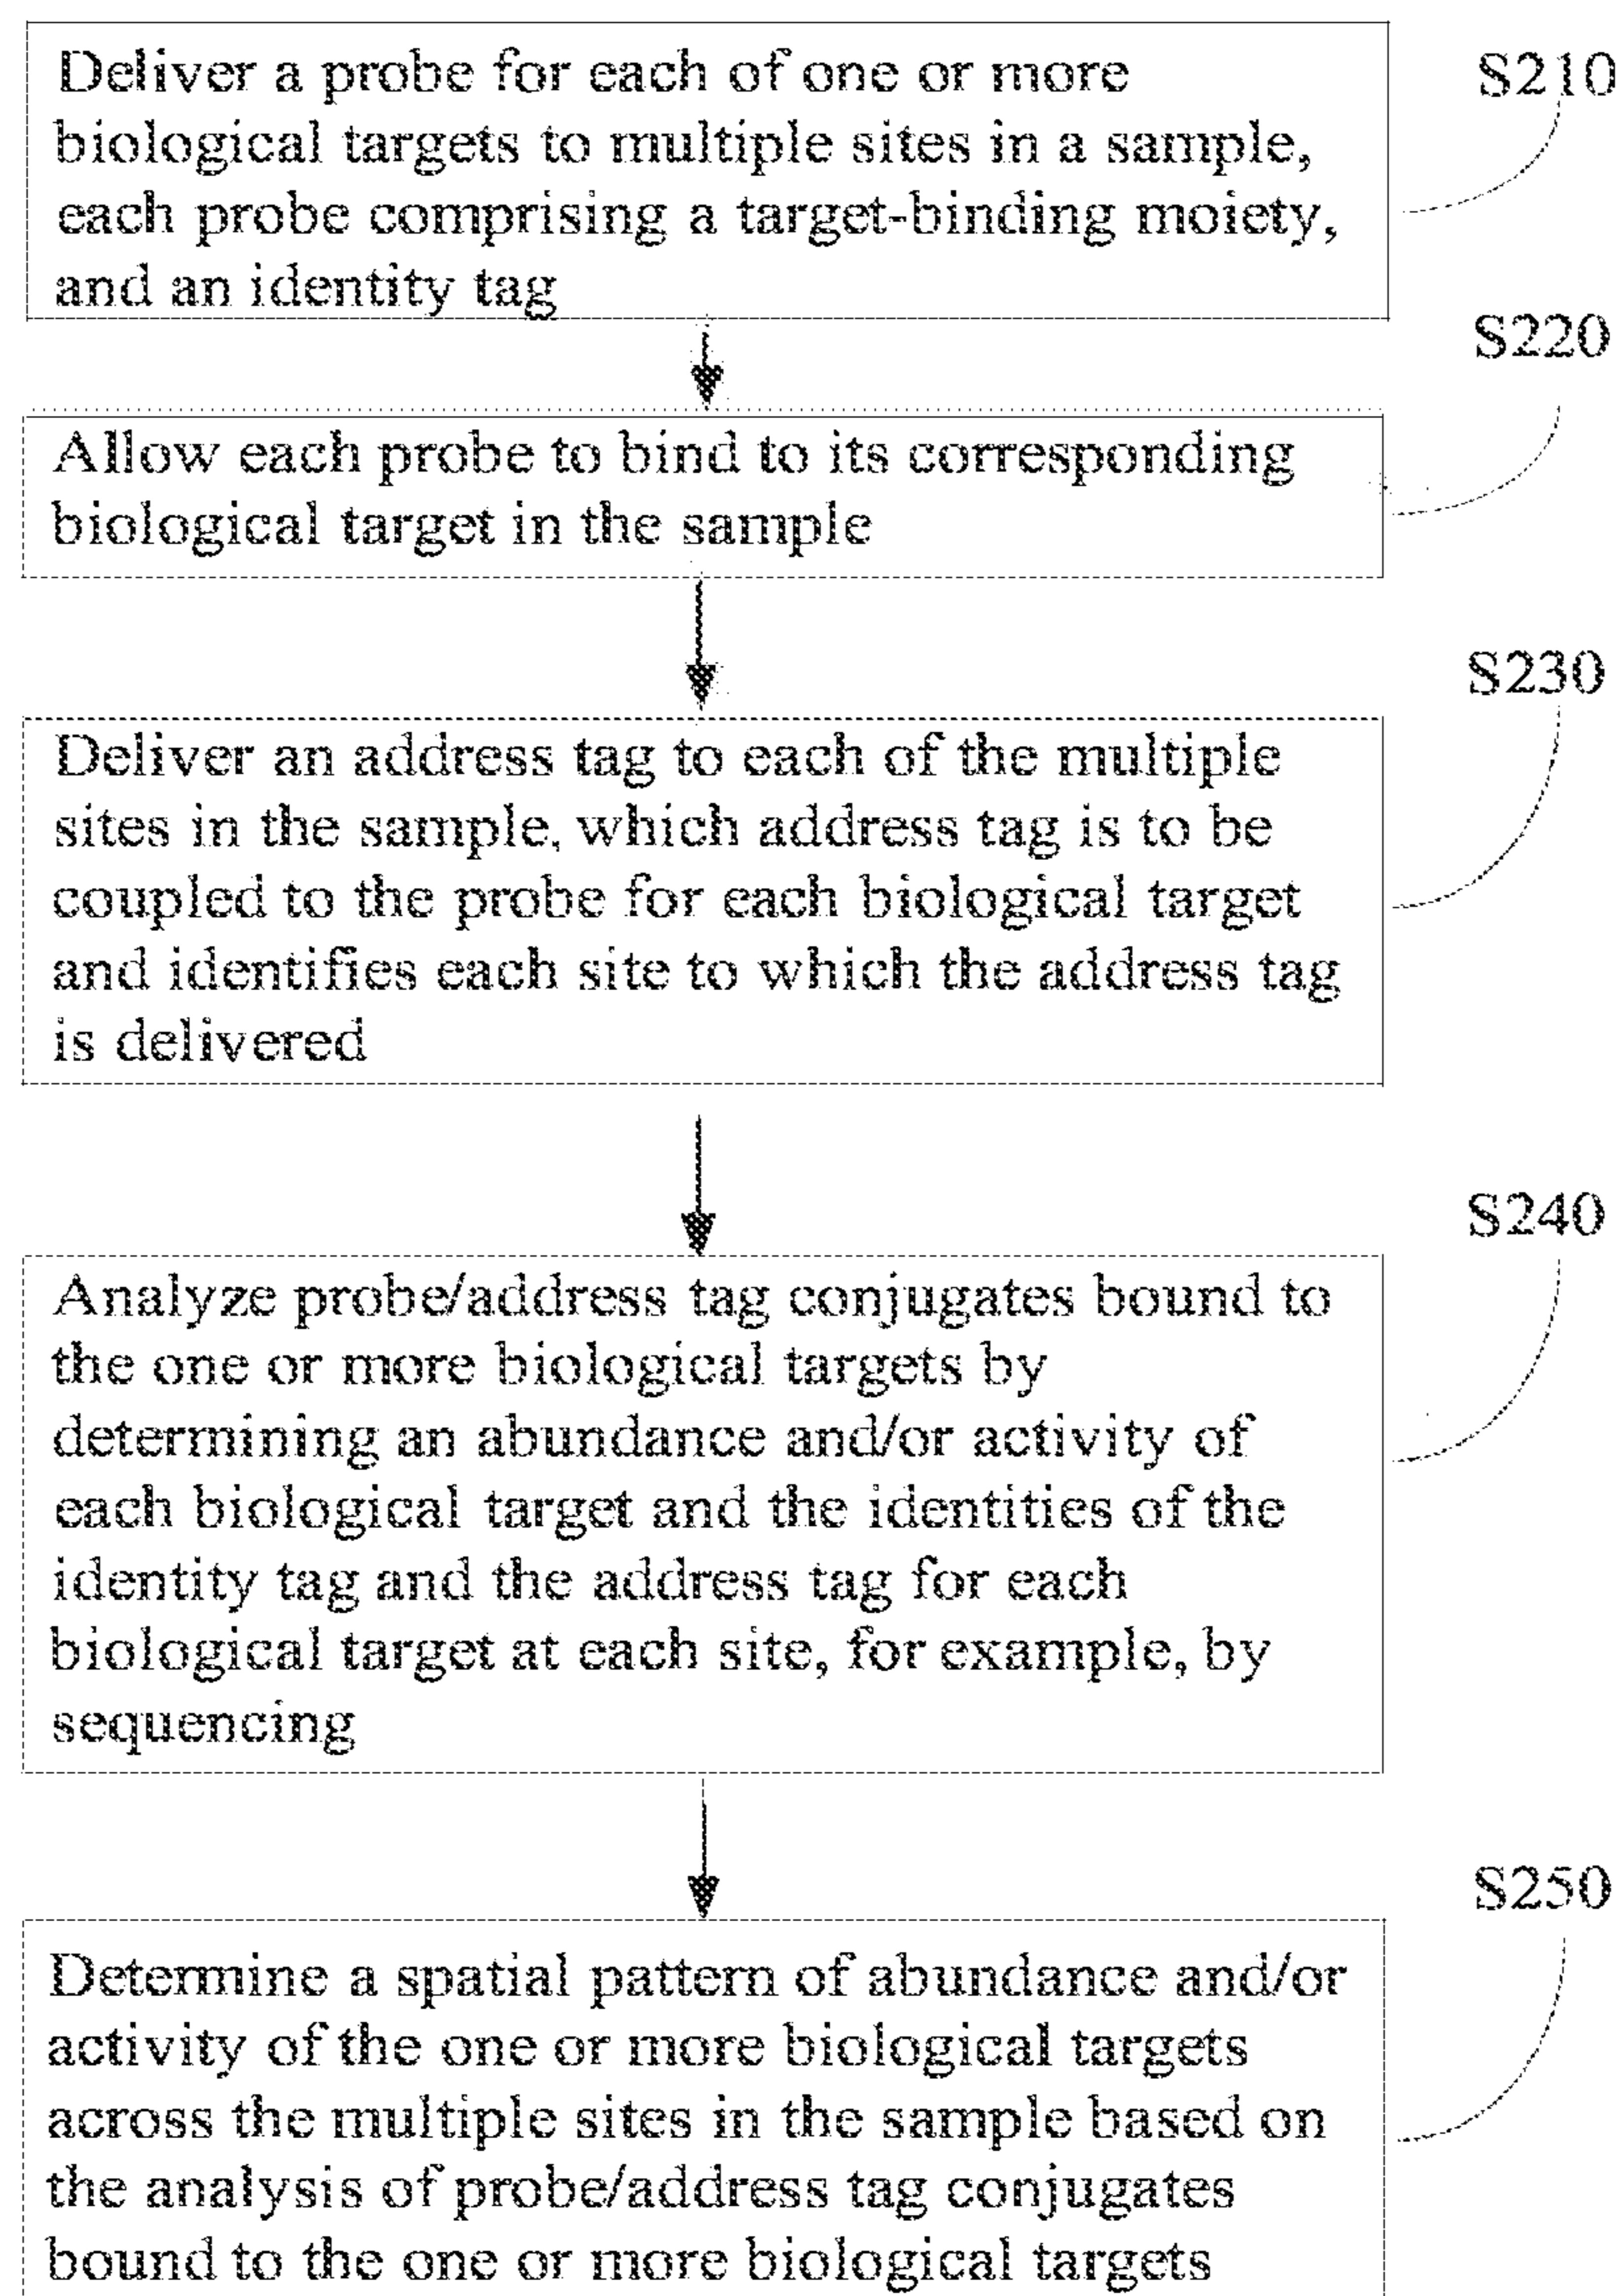 Deliver a probe for each of one or more
biological targets to multiple sites in a sample,
each probe comprising a target-binding moiety,
and an identity tag
S210
Allow each probe to bind to its corresponding
biological target in the sample
S220
Deliver an address tag to each of the multiple
sites in the sample, which address tag is to be
coupled to the probe for each biological target
and identifies each site to which the address tag
is delivered
S230
Analyze probe/address tag conjugates bound to
the one or more biological targets by
determining an abundance and/or activity of
each biological target and the identities of the
identity tag and the address tag for each
biological target at each site, for example, by
sequencing
S240
Determine a spatial pattern of abundance and/or
activity of the one or more biological targets
across the multiple sites in the sample based on
the analysis of probe/address tag conjugates
bound to the one or more biological targets
S250